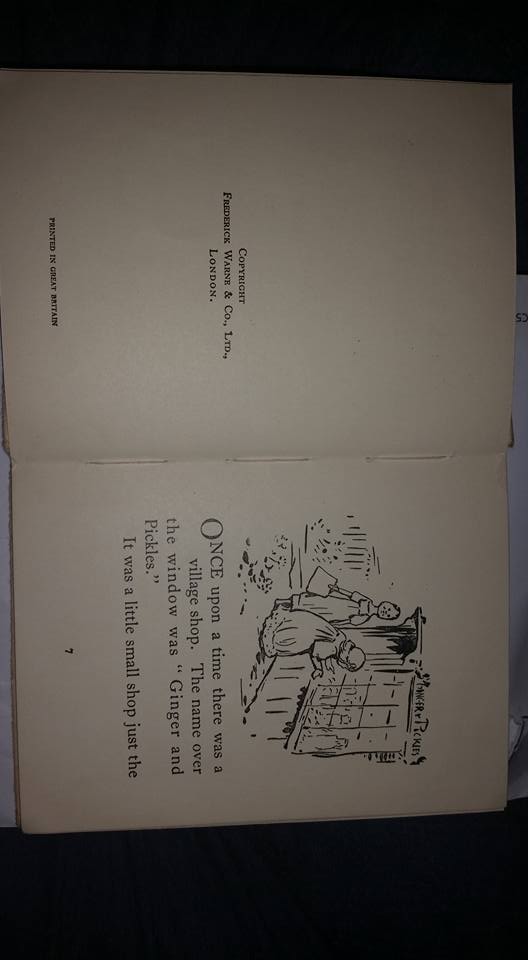 COPYRIGHT
FREDERICK WARNE & CO., LTD.,
LONDON.
PRINTED IN GREAT BRITAIN
GINGER & PICKLES
ONCE upon a time there was a
village shop. The name over
the window was "Ginger and
Pickles."
It was a little small shop just the
7